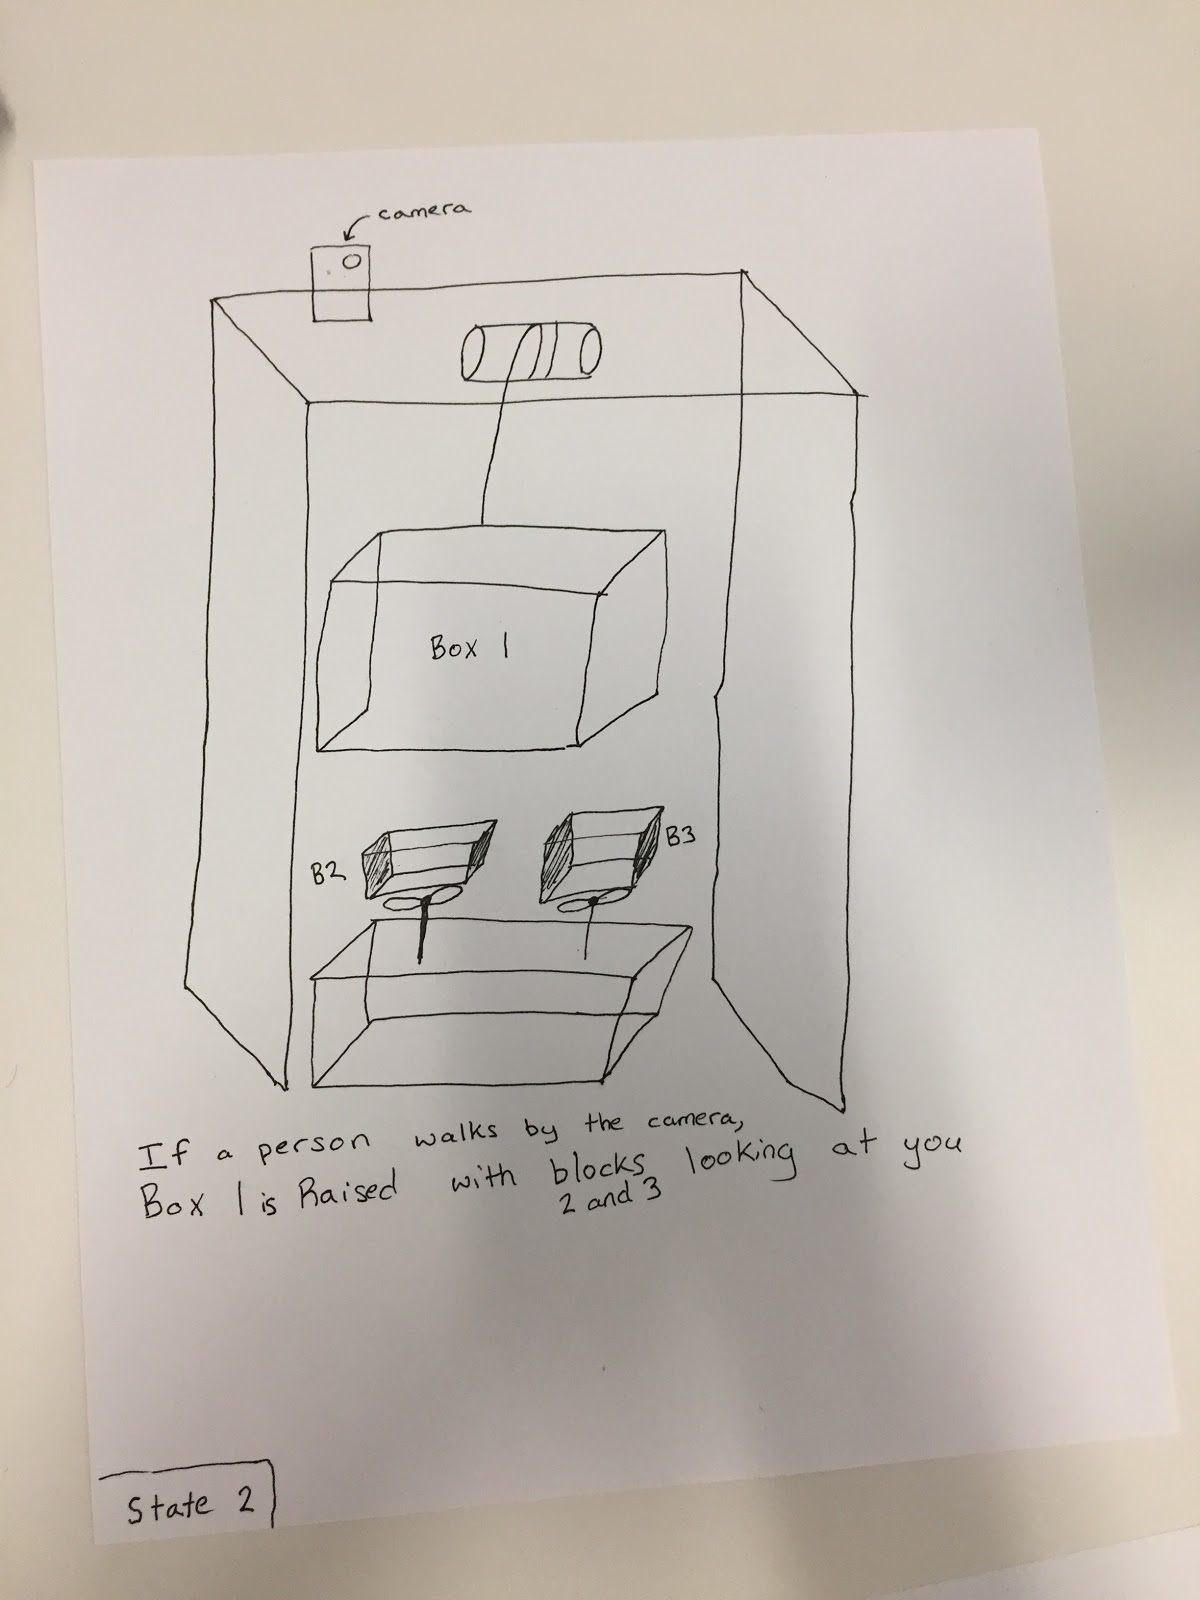 camera
Box 1
B2
B3
If a person walks by the camera,
Box 1 is Raised with blocks looking at you
2 and 3
State 2